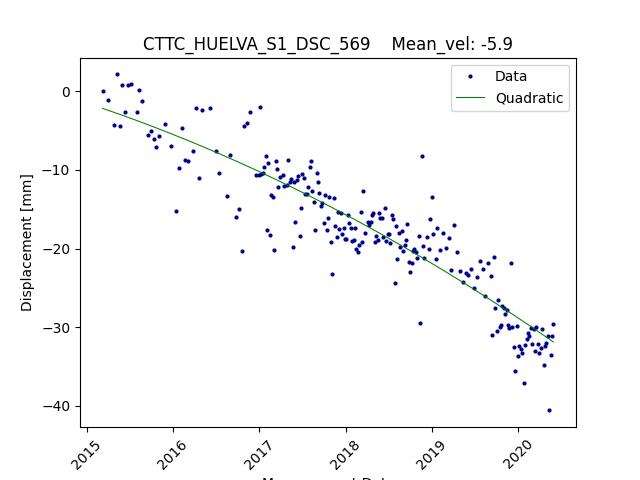 CTTC_HUELVA_S1_DSC_569    Mean_vel: -5.9
Data
Quadratic
Displacement [mm]
0
−10
−20
−30
−40
2015
2016
2017
2018
2019
2020